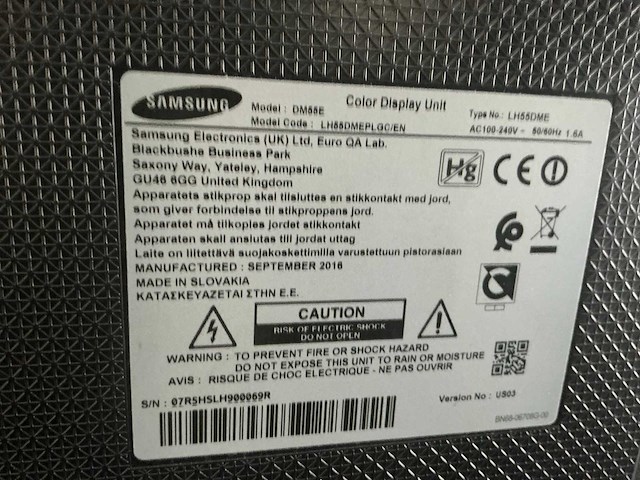 SAMSUNG
Model : DM55E
Color Display Unit
Type No.: LH55DME
Model Code : LH55DMEPLGC/EN
AC100-240V ~ 50/60Hz 1.6A
Samsung Electronics (UK) Ltd, Euro QA Lab.
Blackbushe Business Park
Saxony Way, Yateley, Hampshire
GU46 6GG United Kingdom
Hg CE
Apparatets stikprop skal tilsluttes en stikkontakt med jord,
som giver forbindelse til stikproppens jord.
Apparatet må tilkoples jordet stikkontakt
Apparaten skall anslutas till jordat uttag
Laite on liitettävä suojakoskettimilla varustettuun pistorasiaan
MANUFACTURED : SEPTEMBER 2016
MADE IN SLOVAKIA
ΚΑΤΑΣΚΕΥΑΖΕΤΑΙ ΣΤΗΝ Ε.Ε.
CAUTION
RISK OF ELECTRIC SHOCK
DO NOT OPEN
WARNING : TO PREVENT FIRE OR SHOCK HAZARD
DO NOT EXPOSE THIS UNIT TO RAIN OR MOISTURE
AVIS : RISQUE DE CHOC ELECTRIQUE - NE PAS OUVRIR
S/N : 07R5HSLH900069R
Version No : US03